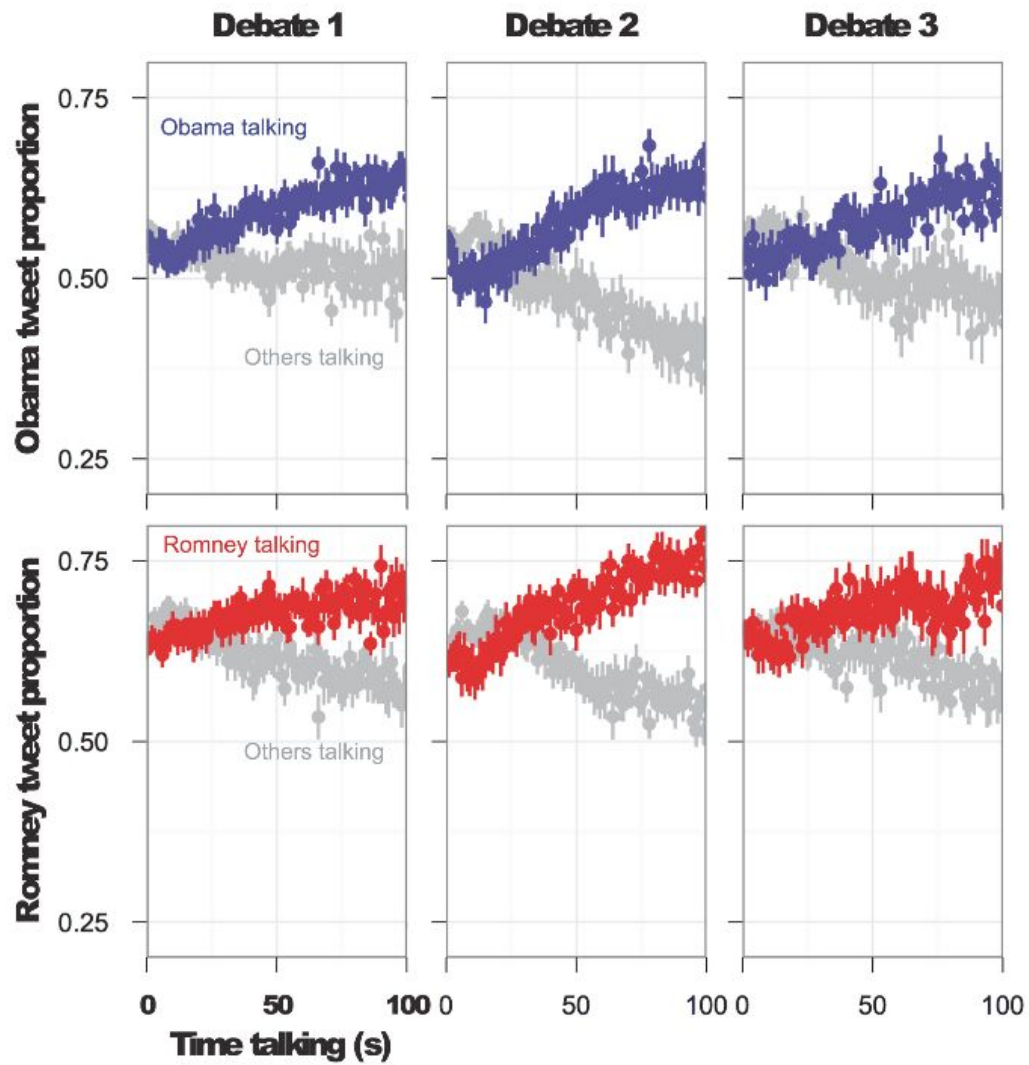 Debate 1 Debate 2 Debate 3
Obama tweet proportion
0.75
0.50
0.25
Obama talking
Others talking
Romney tweet proportion
0.75
0.50
0.25
Romney talking
Others talking
0 50 100 0 50 100 0 50 100
Time talking (s)